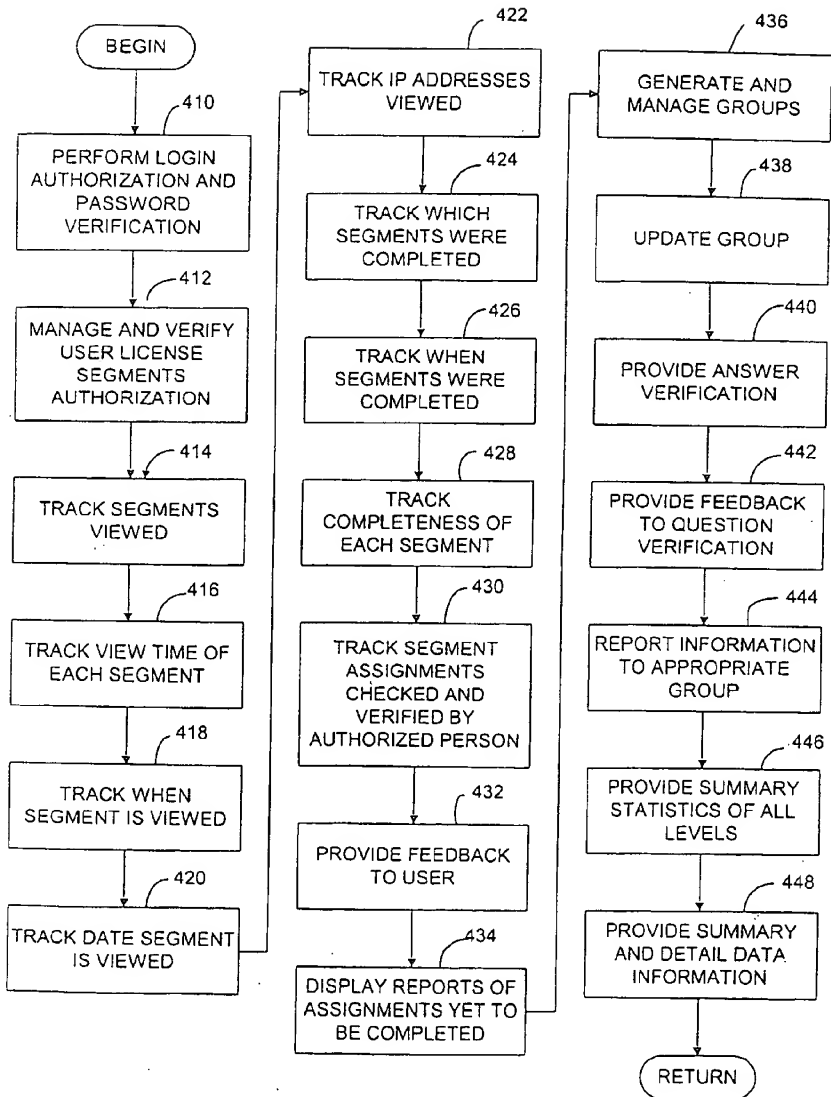 BEGIN
410
PERFORM LOGIN
AUTHORIZATION AND
PASSWORD
VERIFICATION
412
MANAGE AND VERIFY
USER LICENSE
SEGMENTS
AUTHORIZATION
414
TRACK SEGMENTS
VIEWED
416
TRACK VIEW TIME OF
EACH SEGMENT
418
TRACK WHEN
SEGMENT IS VIEWED
420
TRACK DATE SEGMENT
IS VIEWED
422
TRACK IP ADDRESSES
VIEWED
424
TRACK WHICH
SEGMENTS WERE
COMPLETED
426
TRACK WHEN
SEGMENTS WERE
COMPLETED
428
TRACK
COMPLETENESS OF
EACH SEGMENT
430
TRACK SEGMENT
ASSIGNMENTS
CHECKED AND
VERIFIED BY
AUTHORIZED PERSON
432
PROVIDE FEEDBACK
TO USER
434
DISPLAY REPORTS OF
ASSIGNMENTS YET TO
BE COMPLETED
436
GENERATE AND
MANAGE GROUPS
438
UPDATE GROUP
440
PROVIDE ANSWER
VERIFICATION
442
PROVIDE FEEDBACK
TO QUESTION
VERIFICATION
444
REPORT INFORMATION
TO APPROPRIATE
GROUP
446
PROVIDE SUMMARY
STATISTICS OF ALL
LEVELS
448
PROVIDE SUMMARY
AND DETAIL DATA
INFORMATION
RETURN